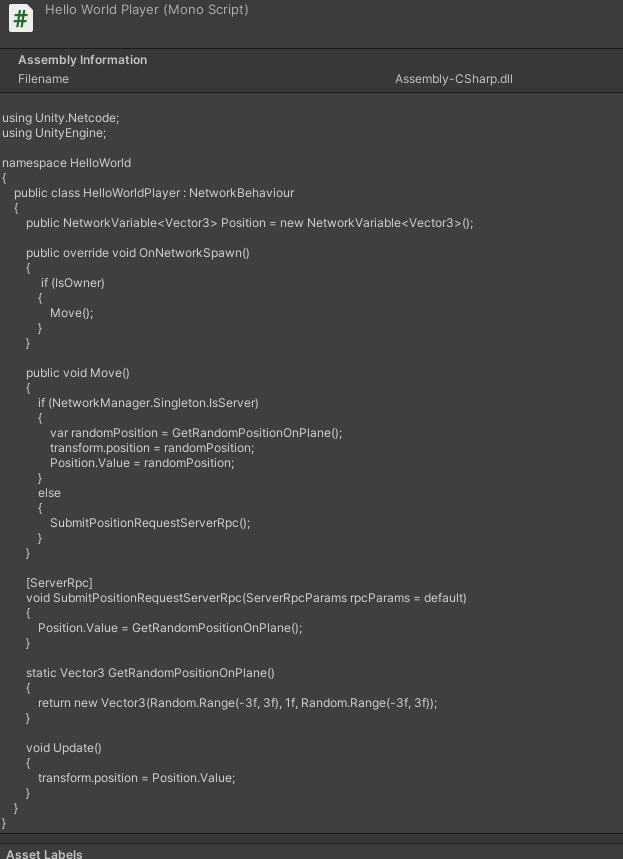 #
Hello World Player (Mono Script)
Assembly Information
Filename Assembly-CSharp.dll
using Unity.Netcode;
using UnityEngine;

namespace HelloWorld
{
    public class HelloWorldPlayer : NetworkBehaviour
    {
        public NetworkVariable<Vector3> Position = new NetworkVariable<Vector3>();

        public override void OnNetworkSpawn()
        {
            if (IsOwner)
            {
                Move();
            }
        }

        public void Move()
        {
            if (NetworkManager.Singleton.IsServer)
            {
                var randomPosition = GetRandomPositionOnPlane();
                transform.position = randomPosition;
                Position.Value = randomPosition;
            }
            else
            {
                SubmitPositionRequestServerRpc();
            }
        }

        [ServerRpc]
        void SubmitPositionRequestServerRpc(ServerRpcParams rpcParams = default)
        {
            Position.Value = GetRandomPositionOnPlane();
        }

        static Vector3 GetRandomPositionOnPlane()
        {
            return new Vector3(Random.Range(-3f, 3f), 1f, Random.Range(-3f, 3f));
        }

        void Update()
        {
            transform.position = Position.Value;
        }
    }
}
Asset Labels